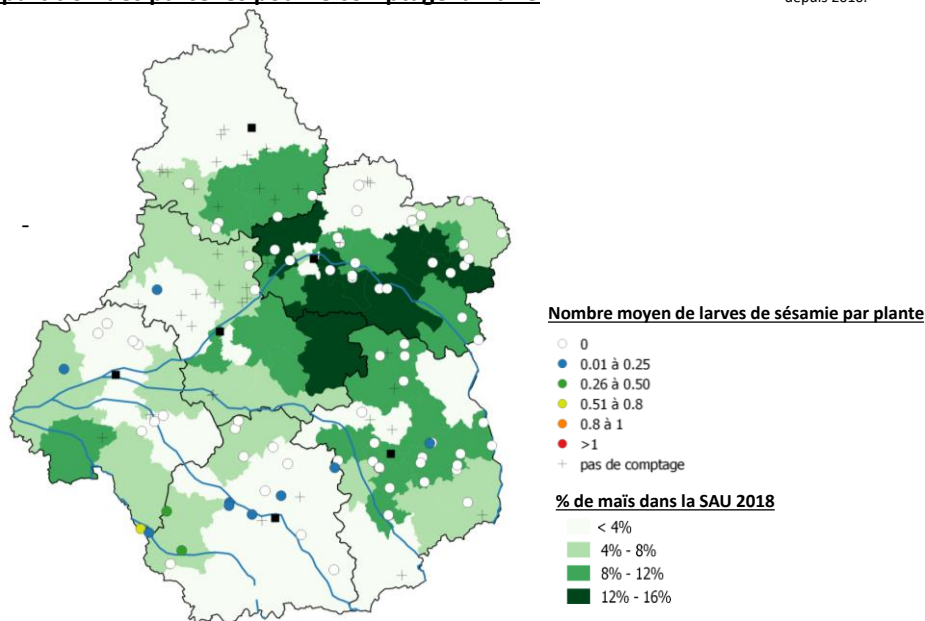 depuis 2018.
-
Nombre moyen de larves de sésamie par plante
0
0.01 à 0.25
0.26 à 0.50
0.51 à 0.8
0.8 à 1
>1
pas de comptage
% de maïs dans la SAU 2018
< 4%
4% - 8%
8% - 12%
12% - 16%